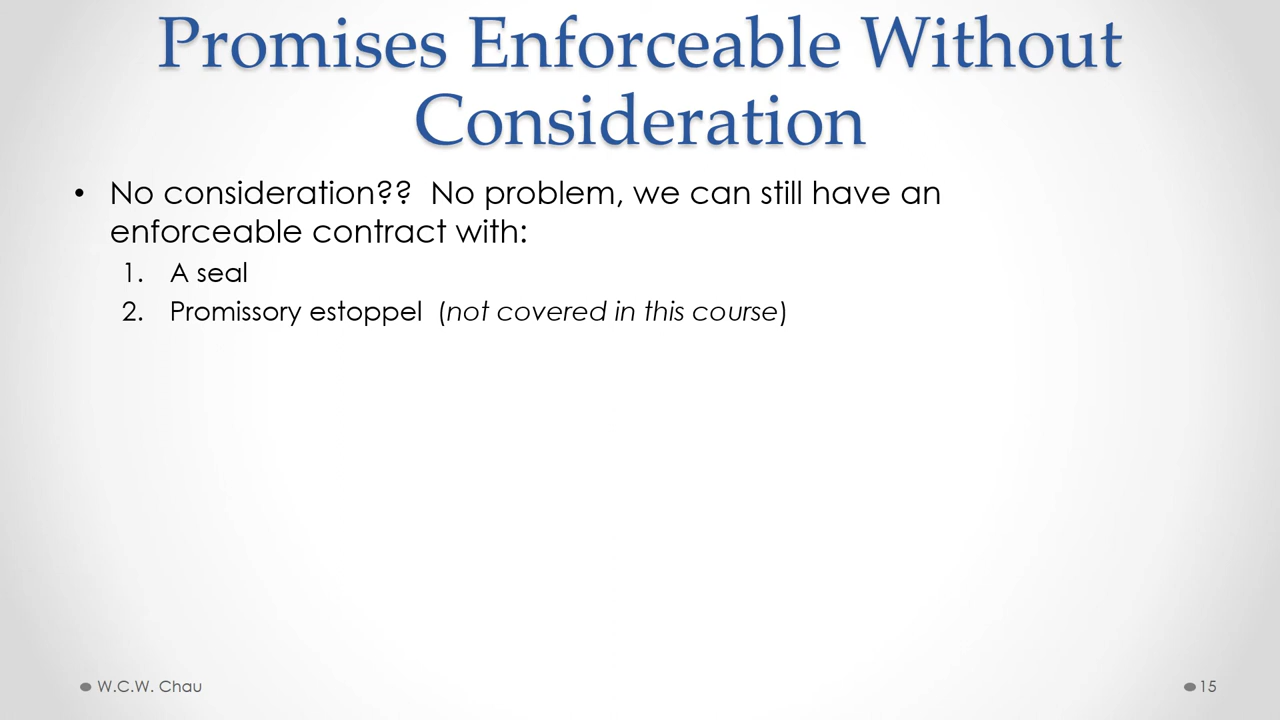 Promises Enforceable Without
Consideration
• No consideration?? No problem, we can still have an
enforceable contract with:
1. A seal
2. Promissory estoppel (not covered in this course)
W.C.W. Chau
15